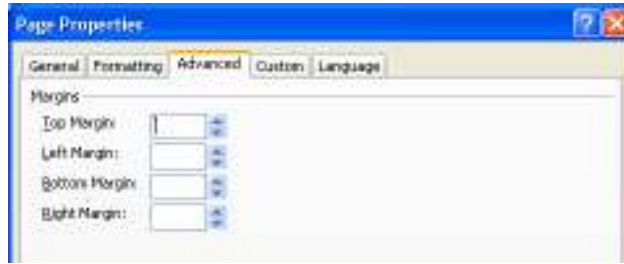 Page Properties
General Formatting Advanced Custom Language
Margins
Top Margin:
Left Margin:
Bottom Margin:
Right Margin: